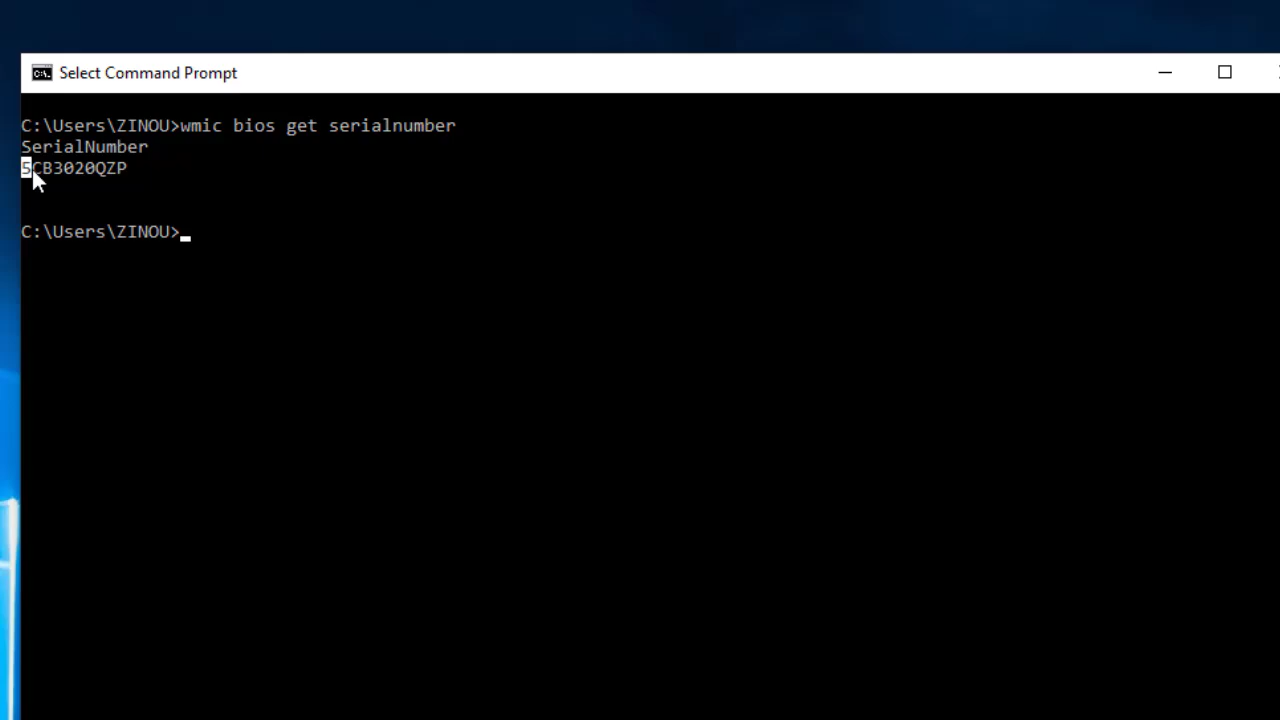 Select Command Prompt
C:\Users\ZINOU>wmic bios get serialnumber
SerialNumber
5CB3020QZP
C:\Users\ZINOU>